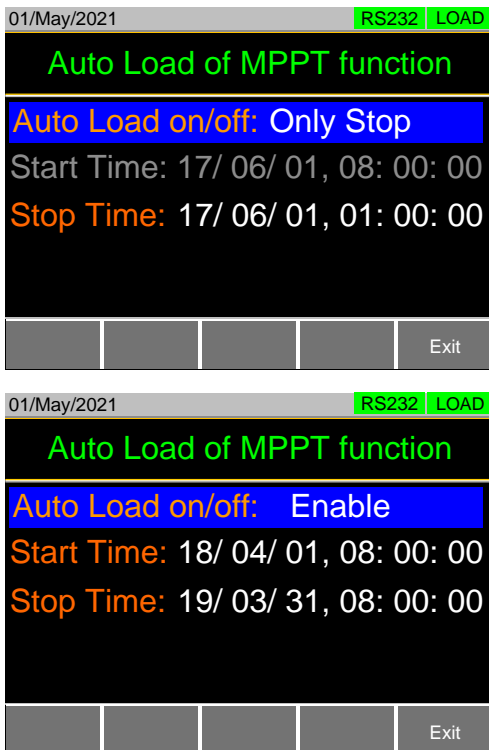 01/May/2021 RS232 LOAD
Auto Load of MPPT function
Auto Load on/off: Only Stop
Start Time: 17/ 06/ 01, 08: 00: 00
Stop Time: 17/ 06/ 01, 01: 00: 00
Exit
01/May/2021 RS232 LOAD
Auto Load of MPPT function
Auto Load on/off: Enable
Start Time: 18/ 04/ 01, 08: 00: 00
Stop Time: 19/ 03/ 31, 08: 00: 00
Exit